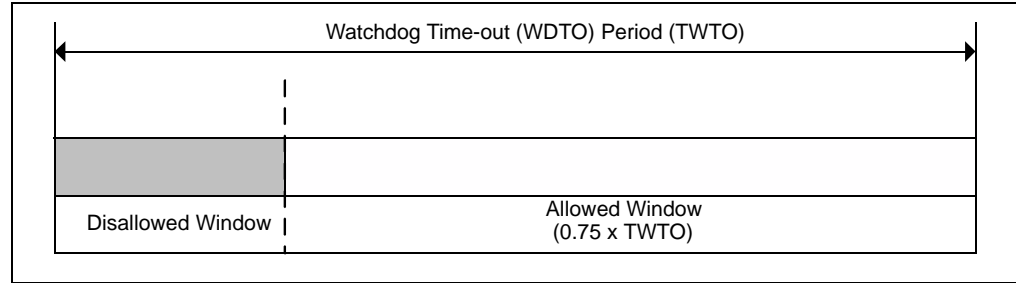 Watchdog Time-out (WDTO) Period (TWTO)
Disallowed Window
Allowed Window
(0.75 x TWTO)